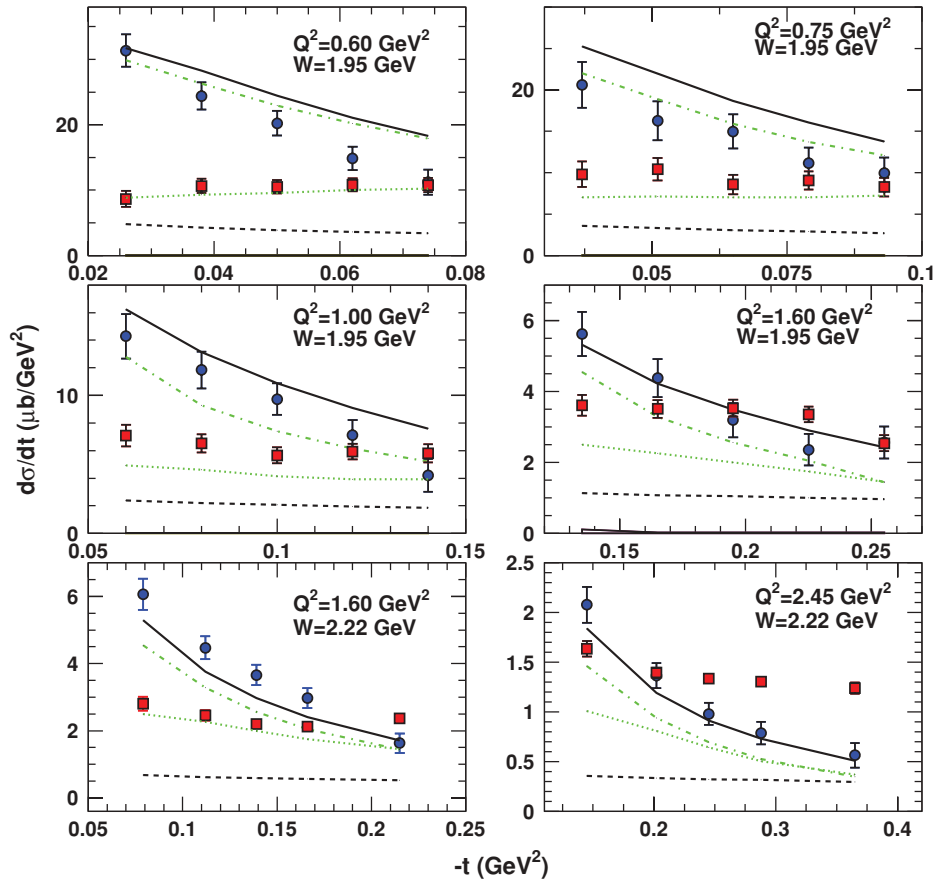 Q²=0.60 GeV²
W=1.95 GeV
20
0
0.02
0.04
0.06
0.08
Q²=0.75 GeV²
W=1.95 GeV
20
0
0.05
0.075
0.1
dσ/dt (μb/GeV²)
Q²=1.00 GeV²
W=1.95 GeV
10
0
0.05
0.1
0.15
Q²=1.60 GeV²
W=1.95 GeV
6
4
2
0
0.15
0.2
0.25
Q²=1.60 GeV²
W=2.22 GeV
6
4
2
0
0.05
0.1
0.15
0.2
0.25
Q²=2.45 GeV²
W=2.22 GeV
2.5
2
1.5
1
0.5
0
0.2
0.3
0.4
-t (GeV²)